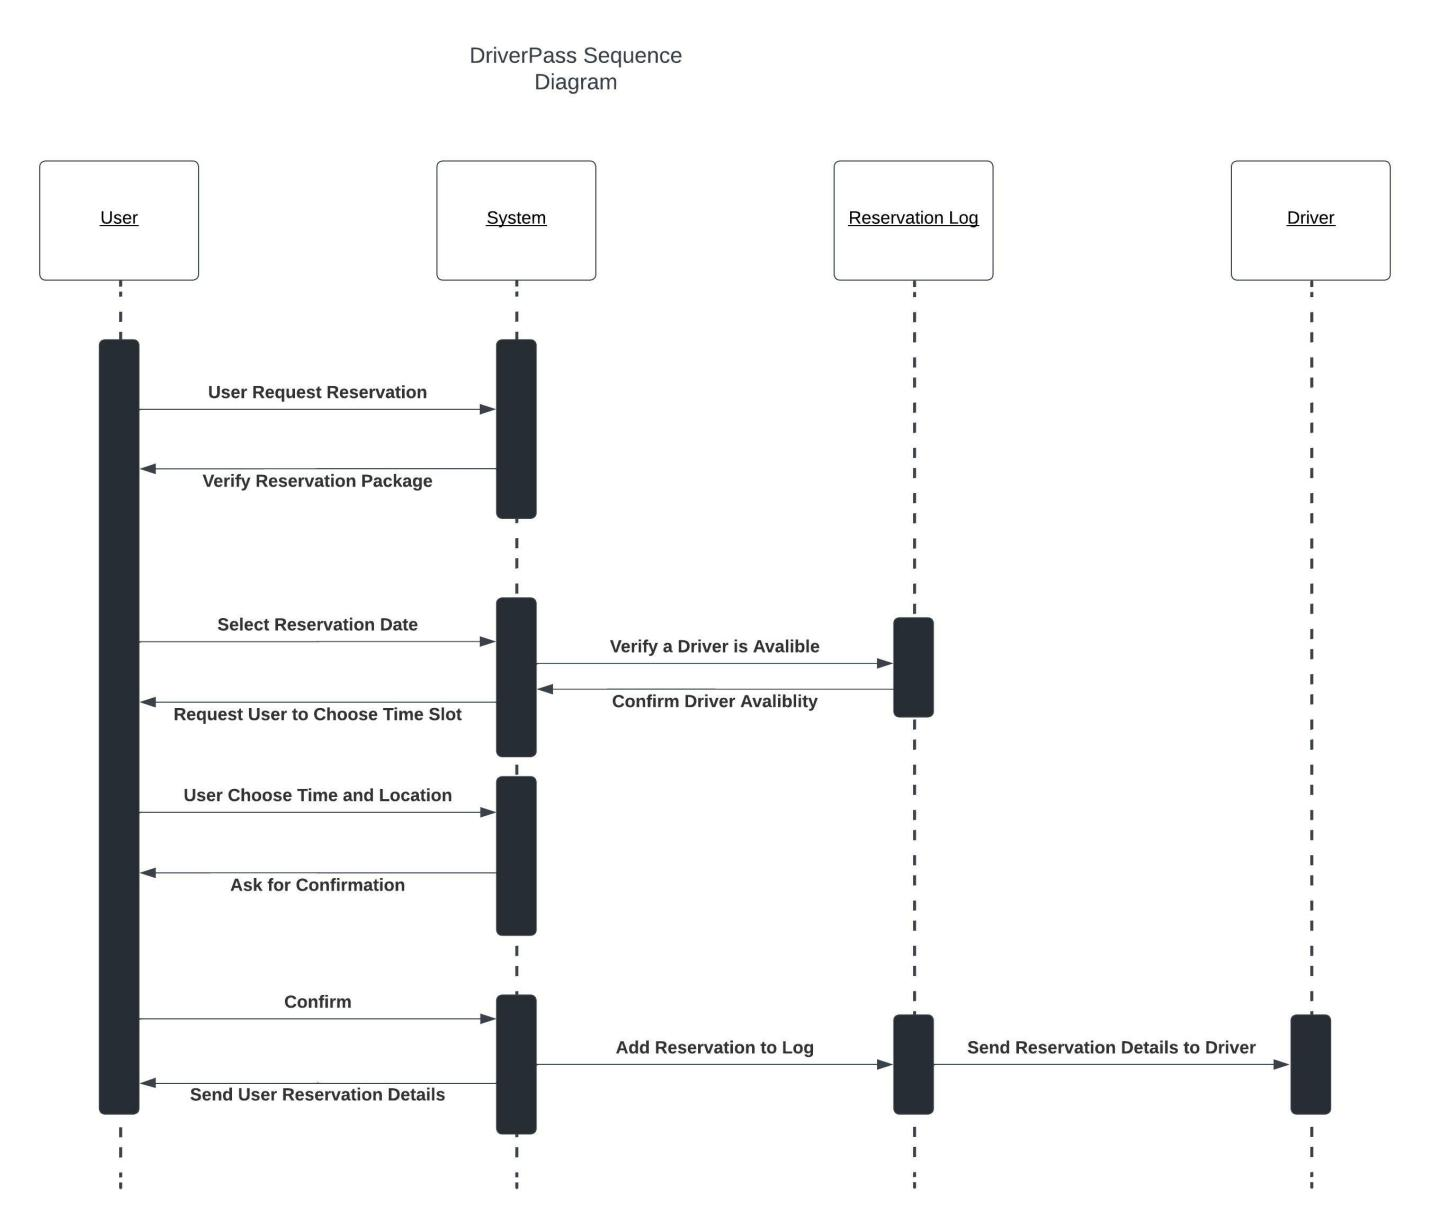 DriverPass Sequence
Diagram
User
System
Reservation Log
Driver
User Request Reservation
Verify Reservation Package
Select Reservation Date
Verify a Driver is Avalible
Confirm Driver Avaliblity
Request User to Choose Time Slot
User Choose Time and Location
Ask for Confirmation
Confirm
Add Reservation to Log
Send Reservation Details to Driver
Send User Reservation Details